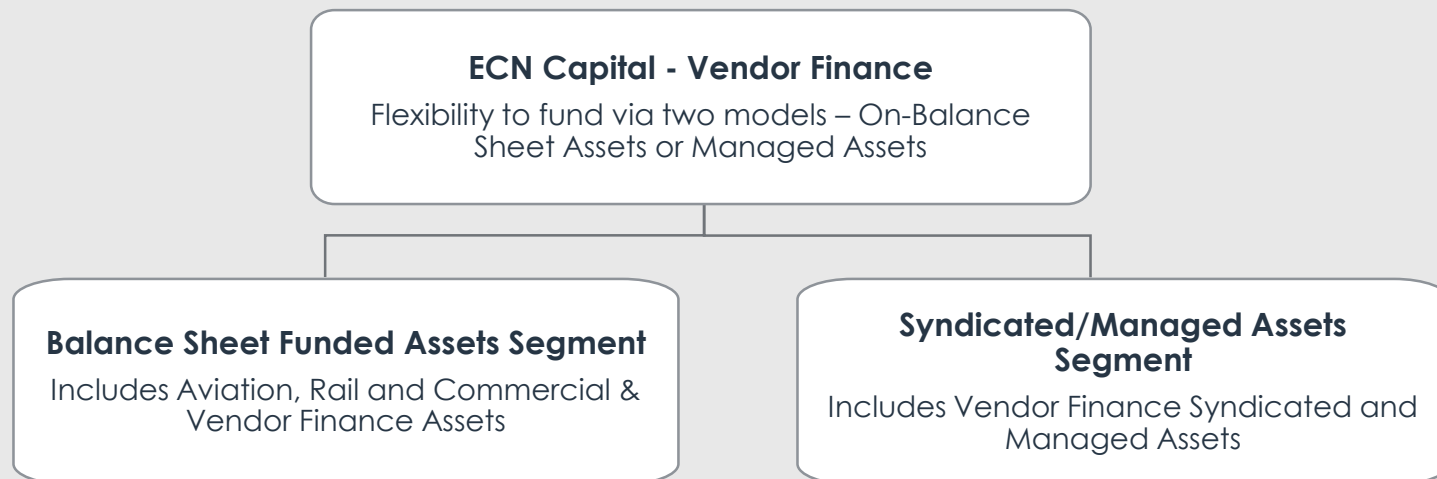 ECN Capital - Vendor Finance
Flexibility to fund via two models – On-Balance
Sheet Assets or Managed Assets
Balance Sheet Funded Assets Segment
Includes Aviation, Rail and Commercial &
Vendor Finance Assets
Syndicated/Managed Assets
Segment
Includes Vendor Finance Syndicated and
Managed Assets